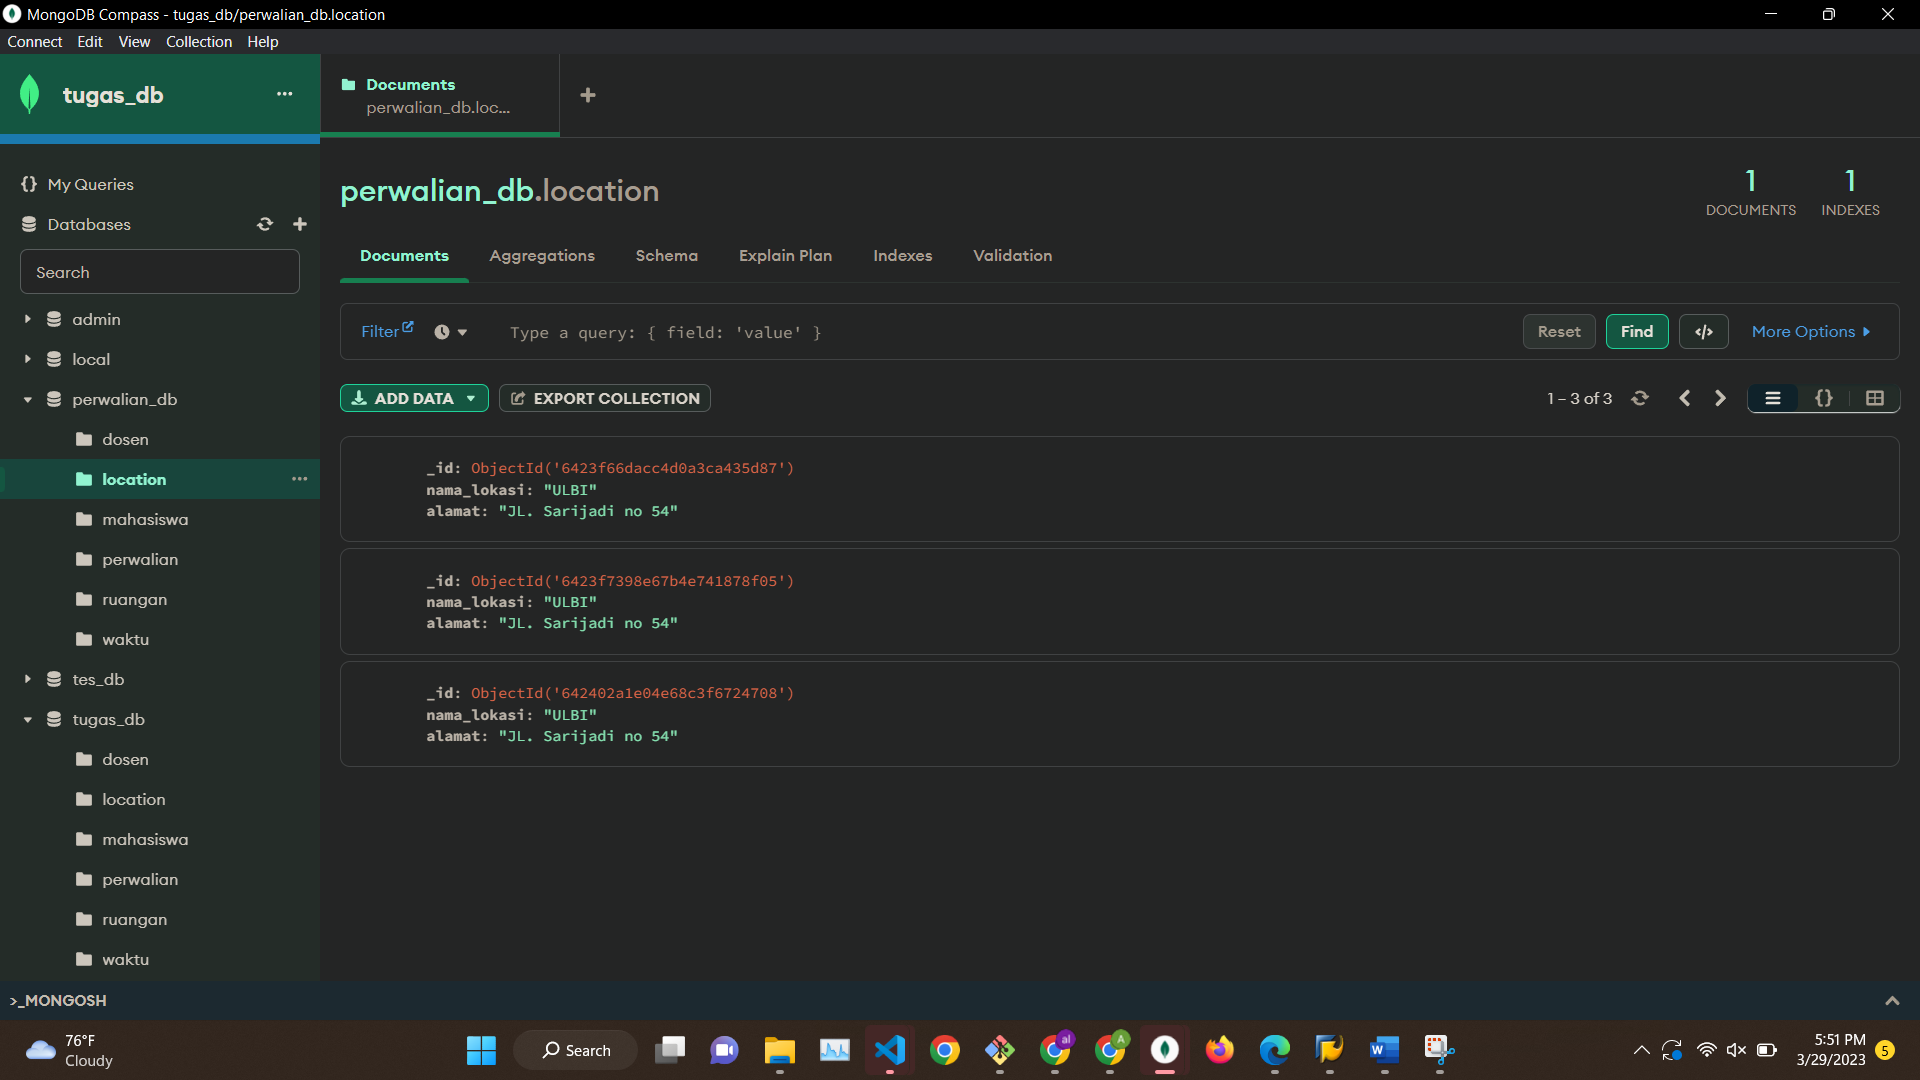 MongoDB Compass - tugas_db/perwalian_db.location
Connect Edit View Collection Help
tugas_db
Documents
perwalian_db.loc...
My Queries
Databases
Search
admin
local
perwalian_db
dosen
location
mahasiswa
perwalian
ruangan
waktu
tes_db
tugas_db
dosen
location
mahasiswa
perwalian
ruangan
waktu
perwalian_db.location
1
DOCUMENTS
1
INDEXES
Documents Aggregations Schema Explain Plan Indexes Validation
Filter Type a query: { field: 'value' } Reset Find </> More Options
ADD DATA EXPORT COLLECTION 1 – 3 of 3 {}
_id: ObjectId('6423f66dacc4d0a3ca435d87')
nama_lokasi: "ULBI"
alamat: "JL. Sarijadi no 54"
_id: ObjectId('6423f7398e67b4e741878f05')
nama_lokasi: "ULBI"
alamat: "JL. Sarijadi no 54"
_id: ObjectId('642402a1e04e68c3f6724708')
nama_lokasi: "ULBI"
alamat: "JL. Sarijadi no 54"
>_MONGOSH
76°F
Cloudy
Search
al
A
W
5:51 PM
3/29/2023
5